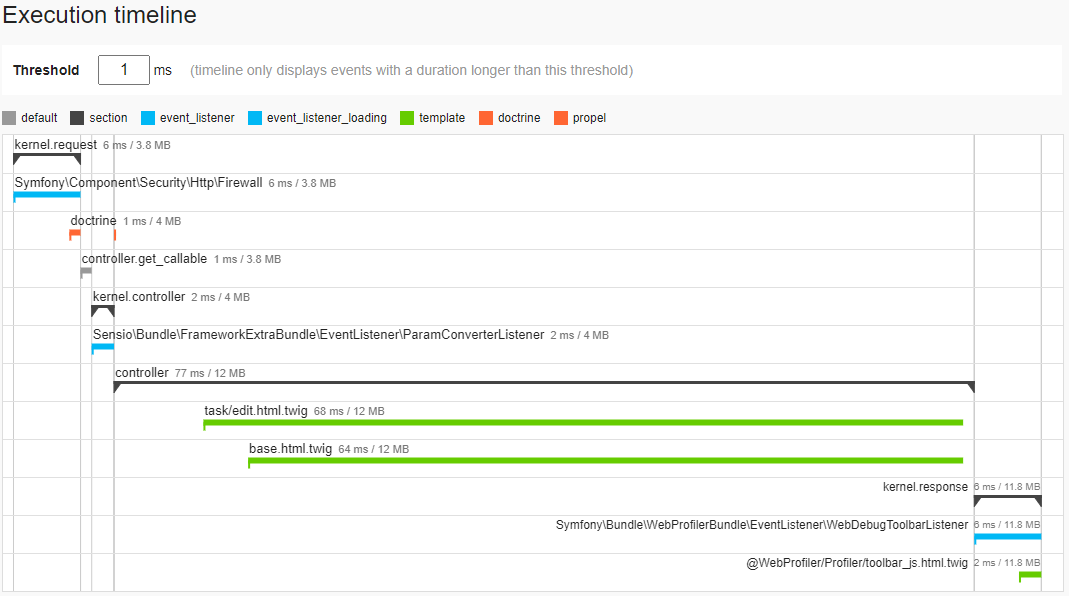 Execution timeline
Threshold 1 ms (timeline only displays events with a duration longer than this threshold)
default section event_listener event_listener_loading template doctrine propel
kernel.request 6 ms / 3.8 MB
Symfony\Component\Security\Http\Firewall 6 ms / 3.8 MB
doctrine 1 ms / 4 MB
controller.get_callable 1 ms / 3.8 MB
kernel.controller 2 ms / 4 MB
Sensio\Bundle\FrameworkExtraBundle\EventListener\ParamConverterListener 2 ms / 4 MB
controller 77 ms / 12 MB
task/edit.html.twig 68 ms / 12 MB
base.html.twig 64 ms / 12 MB
kernel.response 6 ms / 11.8 MB
Symfony\Bundle\WebProfilerBundle\EventListener\WebDebugToolbarListener 6 ms / 11.8 MB
@WebProfiler/Profiler/toolbar_js.html.twig 2 ms / 11.8 MB